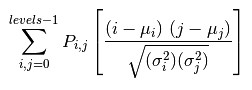 $$\sum_{i,j=0}^{levels-1} P_{i,j} \left[ \frac{(i-\mu_i)\ (j-\mu_j)}{\sqrt{(\sigma_i^2)(\sigma_j^2)}} \right]$$